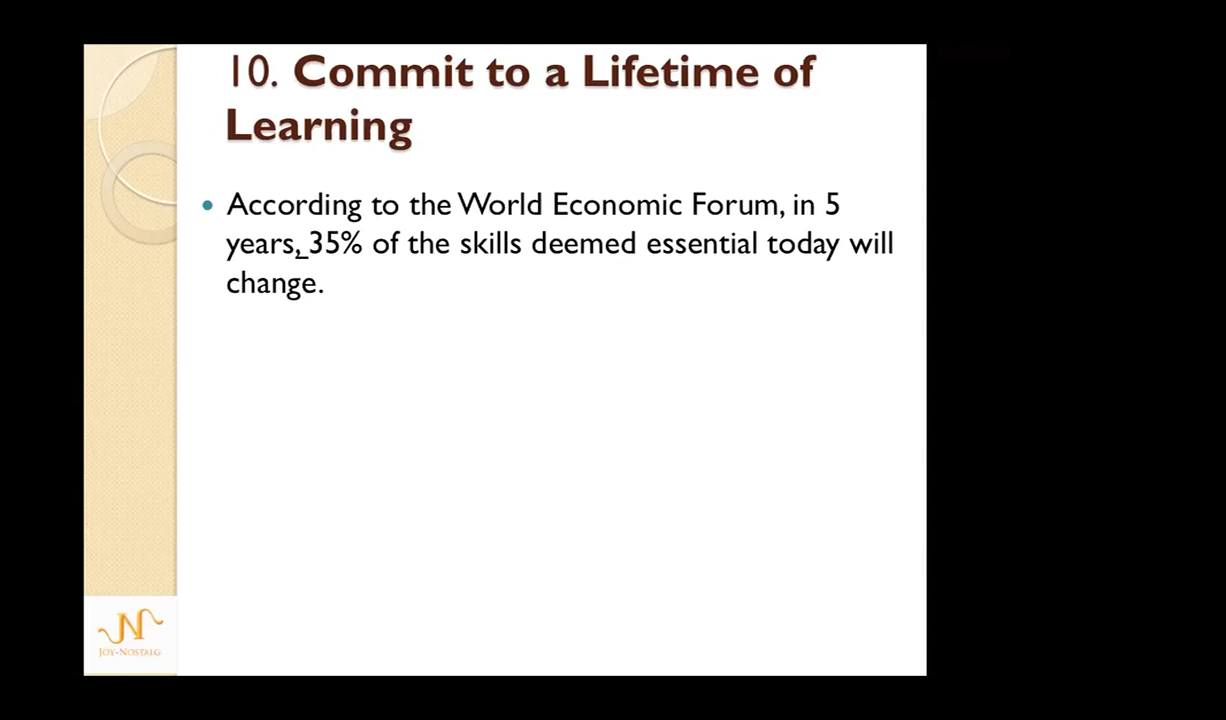 10. Commit to a Lifetime of
Learning
• According to the World Economic Forum, in 5
years, 35% of the skills deemed essential today will
change.
N
JOY-NOSTALG